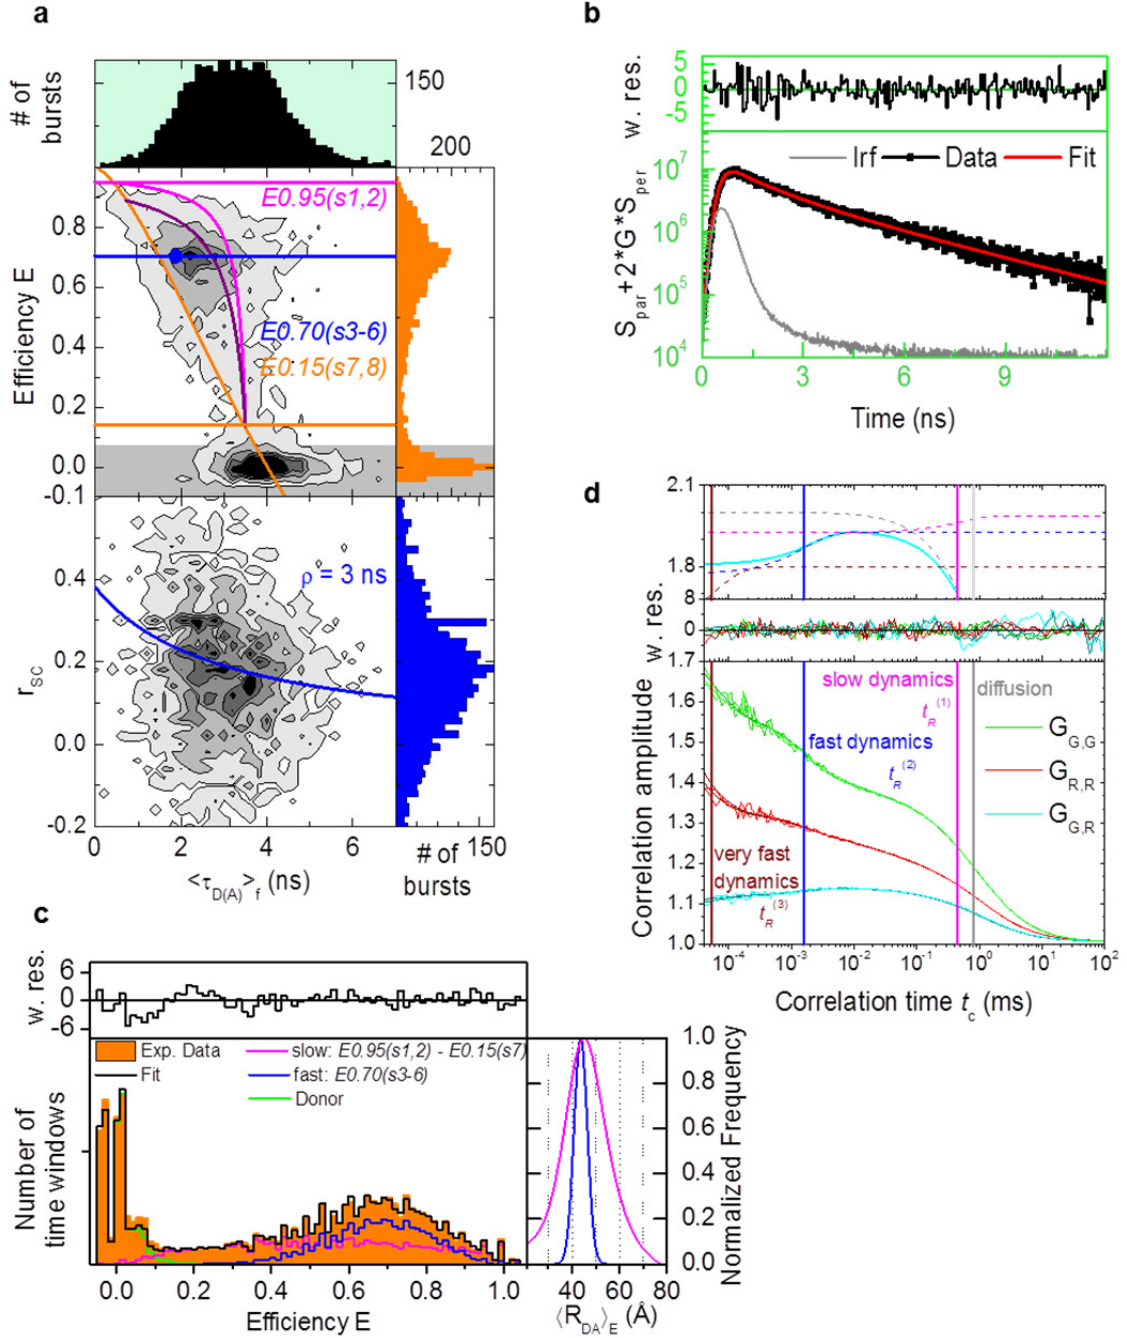 a
# of
bursts
150
200
E0.95(s1,2)
E0.70(s3-6)
E0.15(s7,8)
Efficiency E
0.8
0.6
0.4
0.2
0.0
-0.1
ρ = 3 ns
r_sc
0.4
0.2
0.0
-0.2
0 2 4 6
150
<τ_D(A)>_f (ns)
# of
bursts
b
w. res.
5
0
-5
Irf Data Fit
S_par+2*G*S_per
10^7
10^6
10^5
10^4
0 3 6 9
Time (ns)
d
2.1
1.8
8
w. res.
0
1.7
slow dynamics
t_R^(1)
diffusion
fast dynamics
t_R^(2)
very fast
dynamics
t_R^(3)
G_G,G
G_R,R
G_G,R
Correlation amplitude
1.6
1.5
1.4
1.3
1.2
1.1
1.0
10^-4 10^-3 10^-2 10^-1 10^0 10^1 10^2
Correlation time t_c (ms)
c
w. res.
6
0
-6
Exp. Data
Fit
slow: E0.95(s1,2) - E0.15(s7)
fast: E0.70(s3-6)
Donor
Number of
time windows
0.0 0.2 0.4 0.6 0.8 1.0
Efficiency E
1.0
0.8
0.6
0.4
0.2
0.0
Normalized Frequency
40 60 80
⟨R_DA⟩_E (Å)